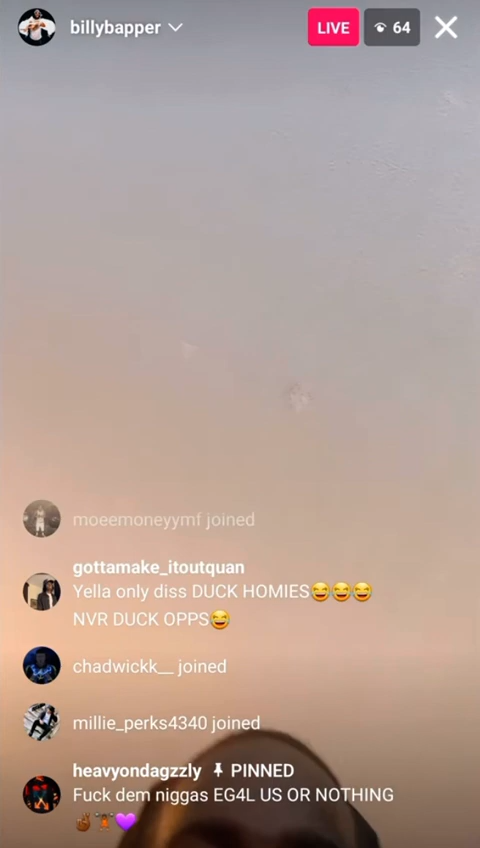 billybapper
LIVE
64
moeemoneyymf joined
gottamake_itoutquan
Yella only diss DUCK HOMIES😂😂😂
NVR DUCK OPPS😂
chadwickk__ joined
millie_perks4340 joined
heavyondagzzly 📌 PINNED
Fuck dem niggas EG4L US OR NOTHING